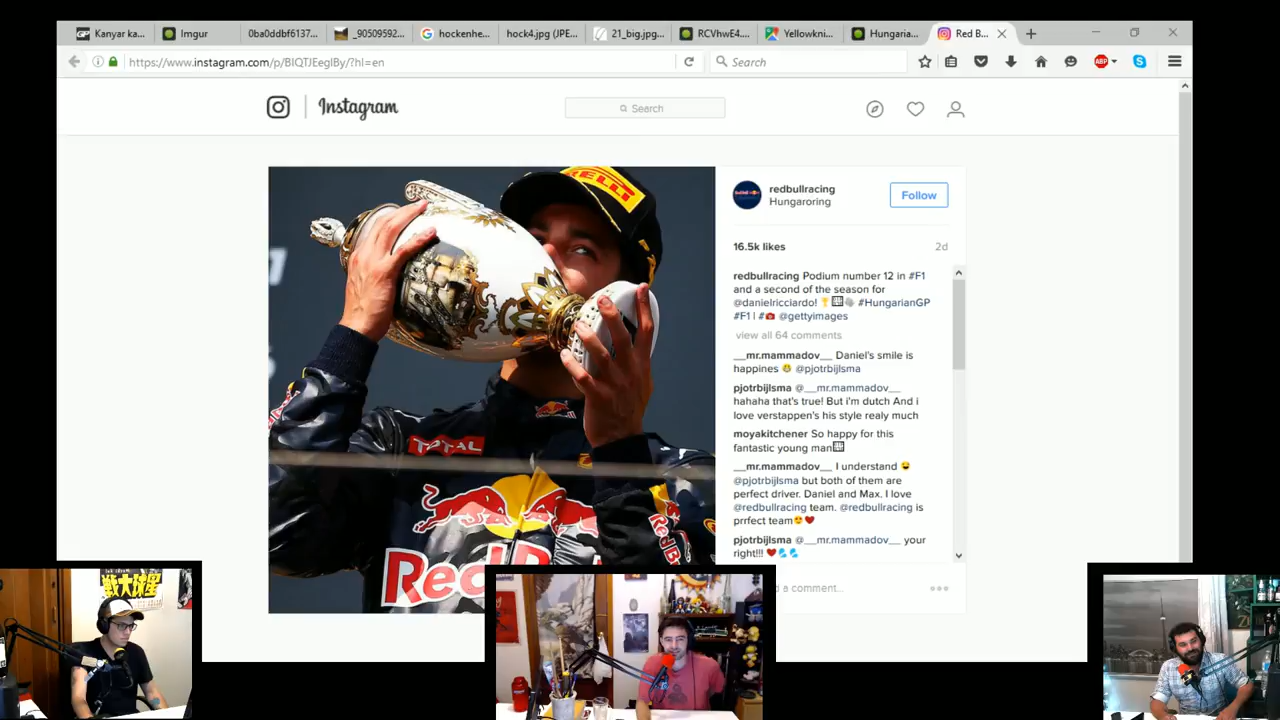 Kanyar ka...
Imgur
0ba0ddbf6137...
_90509592...
hockenhe...
hock4.jpg (JPE...
21_big.jpg...
RCVhwE4...
Yellowkni...
Hungaria...
Red B...
https://www.instagram.com/p/BIQTJEeglBy/?hl=en
Search
ABP
Instagram
Search
redbullracing
Hungaroring
Follow
16.5k likes
2d
redbullracing Podium number 12 in #F1
and a second of the season for
@danielricciardo! #HungarianGP
#F1 | # @gettyimages
view all 64 comments
__mr.mammadov__ Daniel's smile is
happines @pjotrbijlsma
pjotrbijlsma @__mr.mammadov__
hahaha that's true! But i'm dutch And i
love verstappen's his style realy much
moyakitchener So happy for this
fantastic young man
__mr.mammadov__ I understand
@pjotrbijlsma but both of them are
perfect driver. Daniel and Max. I love
@redbullracing team. @redbullracing is
prrfect team
pjotrbijlsma @__mr.mammadov__ your
right!!!
d a comment...
PIRELLI
TOTAL
Red B